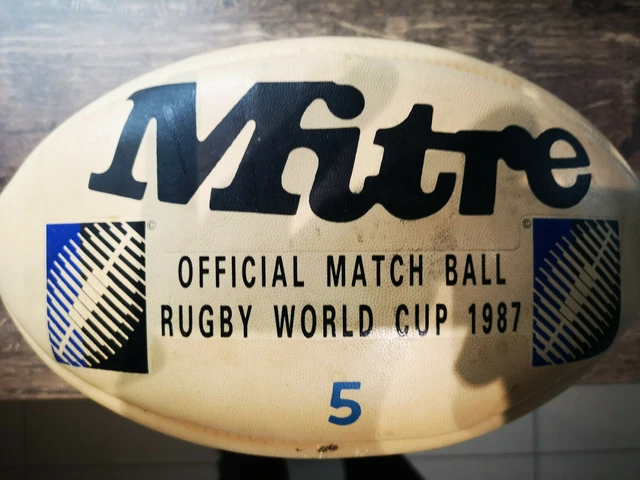 Mitre
OFFICIAL MATCH BALL
RUGBY WORLD CUP 1987
5